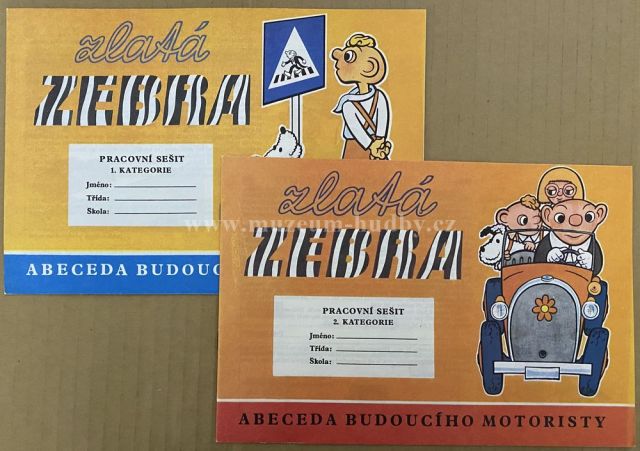 zlatá
ZEBRA
PRACOVNÍ SEŠIT
1. KATEGORIE
Jméno:
Třída:
Škola:
ABECEDA BUDOUC
zlatá
ZEBRA
PRACOVNÍ SEŠIT
2. KATEGORIE
Jméno:
Třída:
Škola:
ABECEDA BUDOUCÍHO MOTORISTY
www.muzeum-hudby.cz